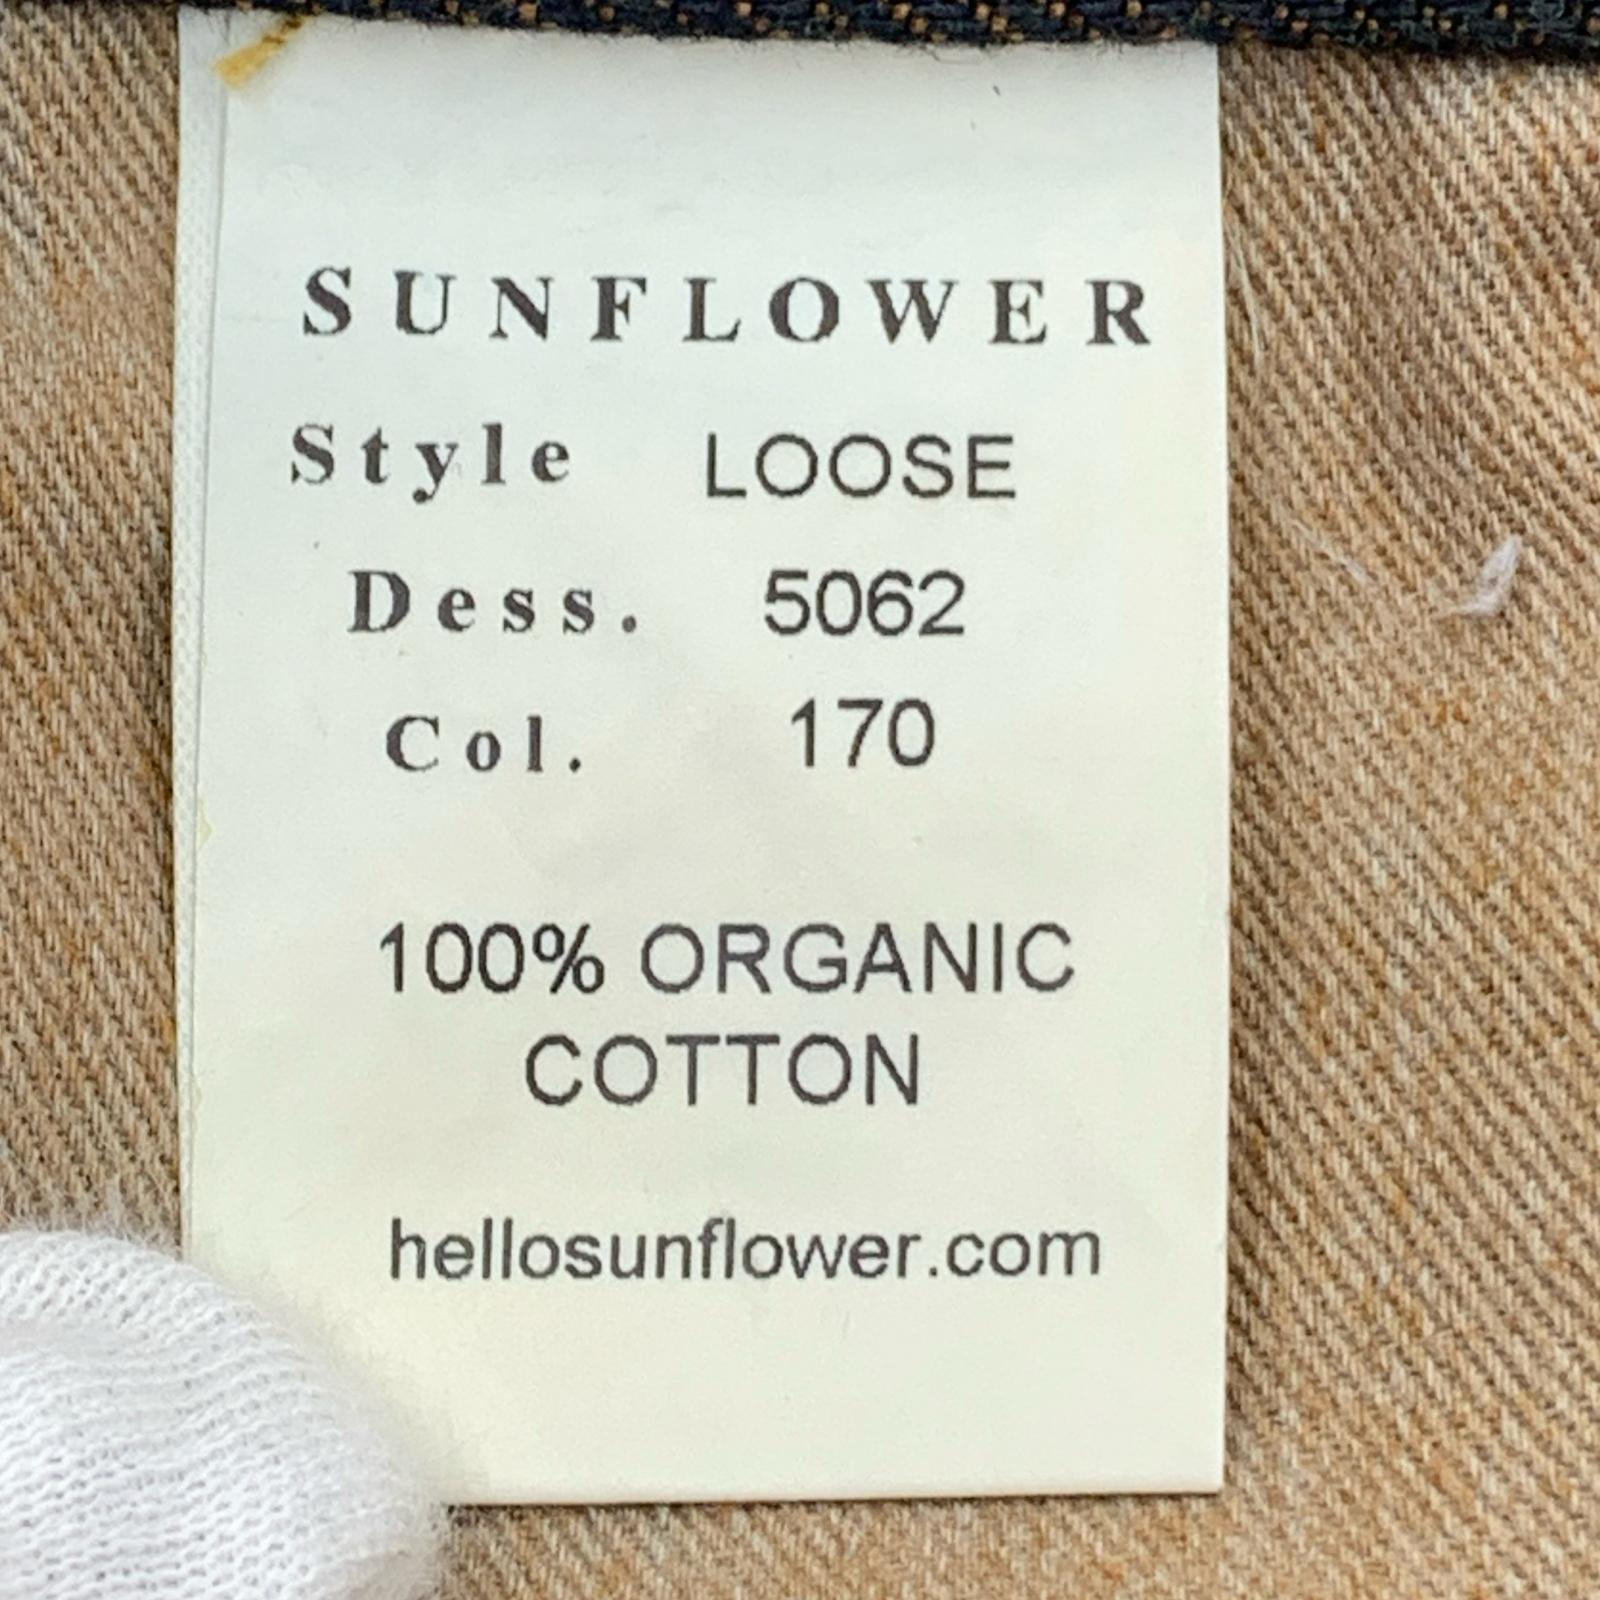 SUNFLOWER
Style LOOSE
Dess. 5062
Col. 170
100% ORGANIC
COTTON
hellosunflower.com